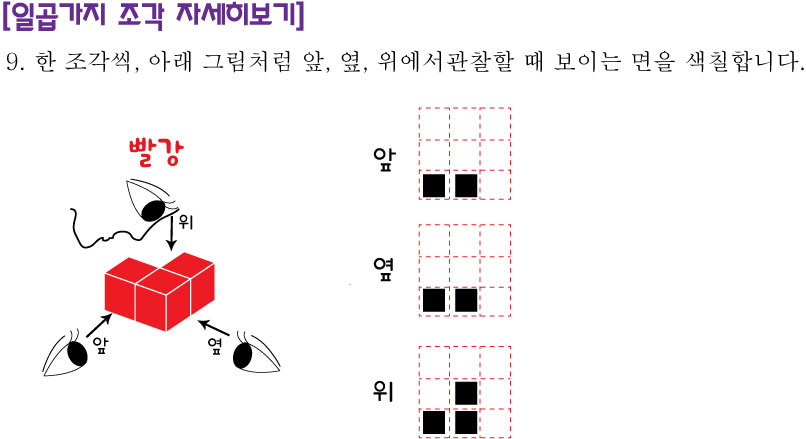 [일곱가지 조각 자세히보기]
9. 한 조각씩, 아래 그림처럼 앞, 옆, 위에서관찰할 때 보이는 면을 색칠합니다.
빨강
위
앞
옆
앞
옆
위